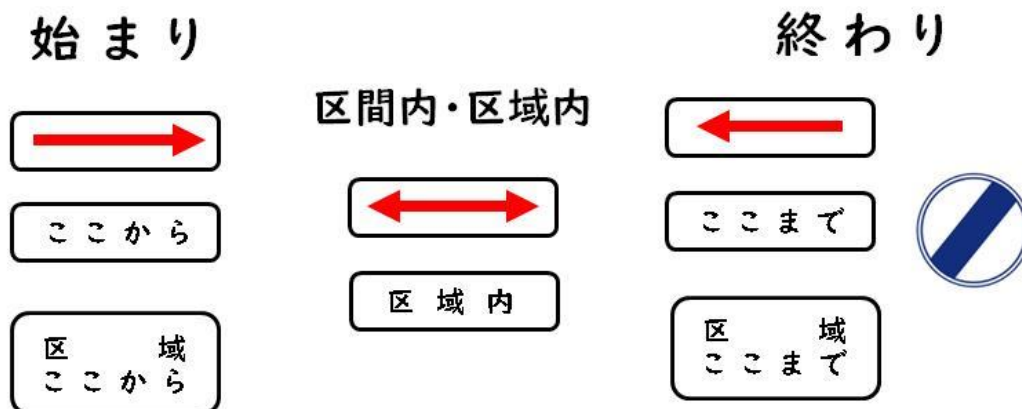 始まり
ここから
区域
ここから
区間内・区域内
区域内
終わり
ここまで
区域
ここまで